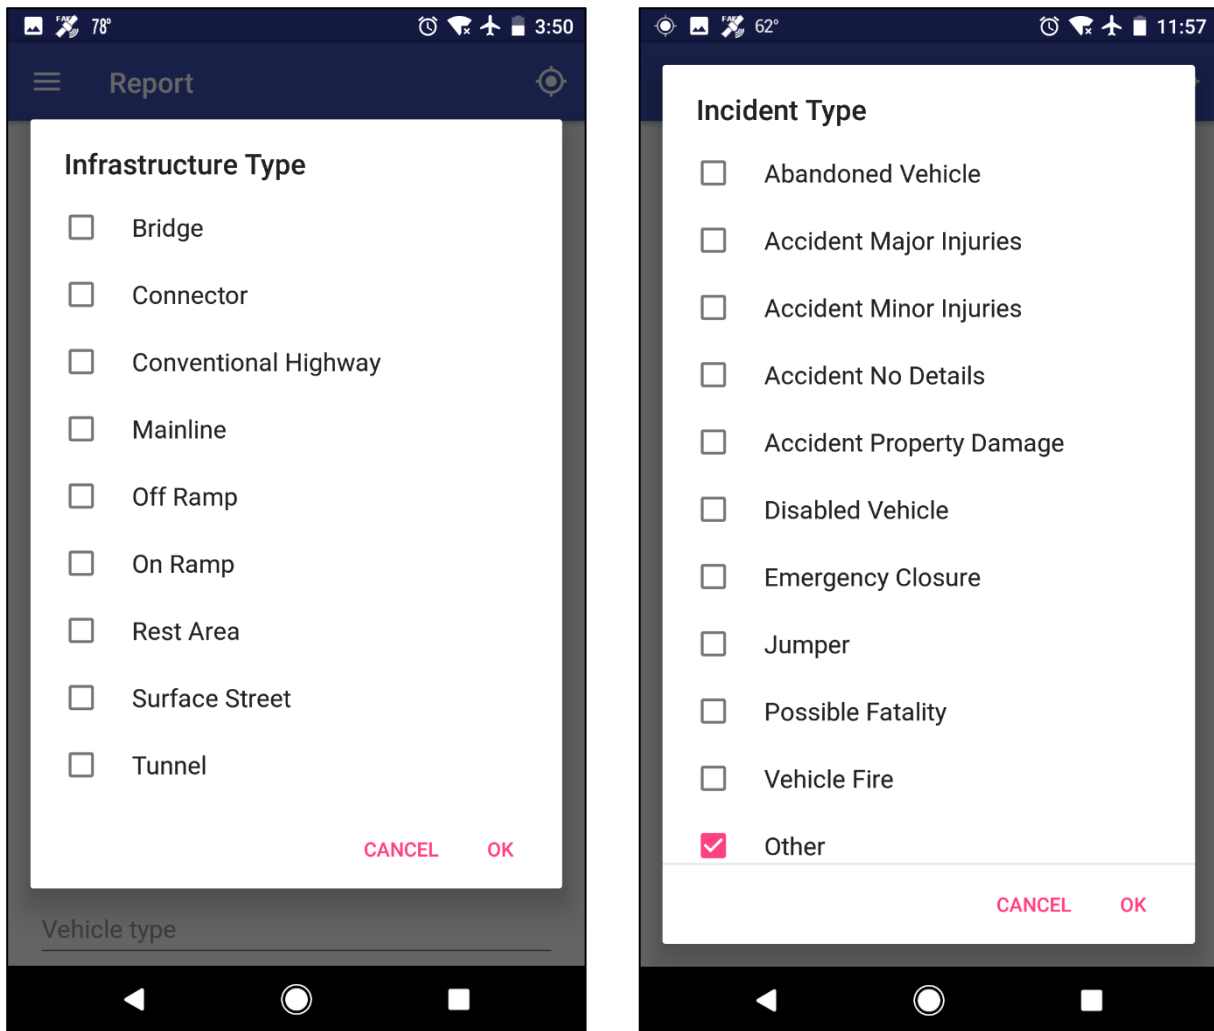 FAKE 78° 3:50
Report
Infrastructure Type
Bridge
Connector
Conventional Highway
Mainline
Off Ramp
On Ramp
Rest Area
Surface Street
Tunnel
CANCEL OK
Vehicle type
FAKE 62° 11:57
Incident Type
Abandoned Vehicle
Accident Major Injuries
Accident Minor Injuries
Accident No Details
Accident Property Damage
Disabled Vehicle
Emergency Closure
Jumper
Possible Fatality
Vehicle Fire
Other
CANCEL OK